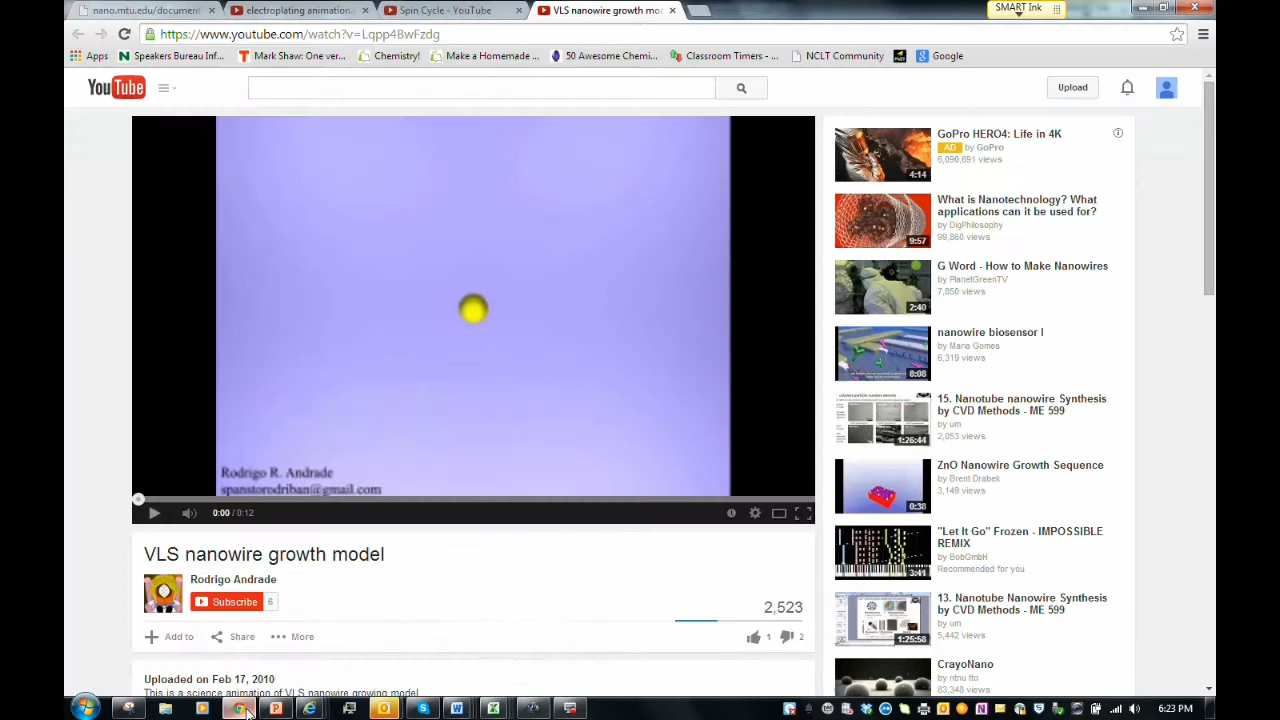 nano.mtu.edu/document
electroplating animation
Spin Cycle - YouTube
VLS nanowire growth mo
SMART Ink
https://www.youtube.com/watch?v=Lqpp4BwFzdg
Apps
Speakers Bureau Inf...
Mark Shaw: One ver...
Chemistry!
Make a Homemade ...
50 Awesome Chemi...
Classroom Timers - ...
NCLT Community
Google
YouTube
Upload
Rodrigo R. Andrade
spanstorodriban@gmail.com
0:00 / 0:12
VLS nanowire growth model
Rodrigo Andrade
Subscribe 6
2,523
Add to
Share
More
1
2
Uploaded on Feb 17, 2010
This is a science animation of VLS nanowire growing model
GoPro HERO4: Life in 4K
AD by GoPro
6,090,691 views
4:14
What is Nanotechnology? What
applications can it be used for?
by DigPhilosophy
99,860 views
9:57
G Word - How to Make Nanowires
by PlanetGreenTV
7,850 views
2:40
nanowire biosensor I
by Maria Gomes
6,319 views
8:08
15. Nanotube nanowire Synthesis
by CVD Methods - ME 599
by um
2,053 views
1:26:44
ZnO Nanowire Growth Sequence
by Brent Drabek
3,149 views
0:38
"Let It Go" Frozen - IMPOSSIBLE
REMIX
by BobGmbH
Recommended for you
3:41
13. Nanotube Nanowire Synthesis
by CVD Methods - ME 599
by um
5,442 views
1:25:58
CrayoNano
by ntnu tto
83,348 views
6:23 PM